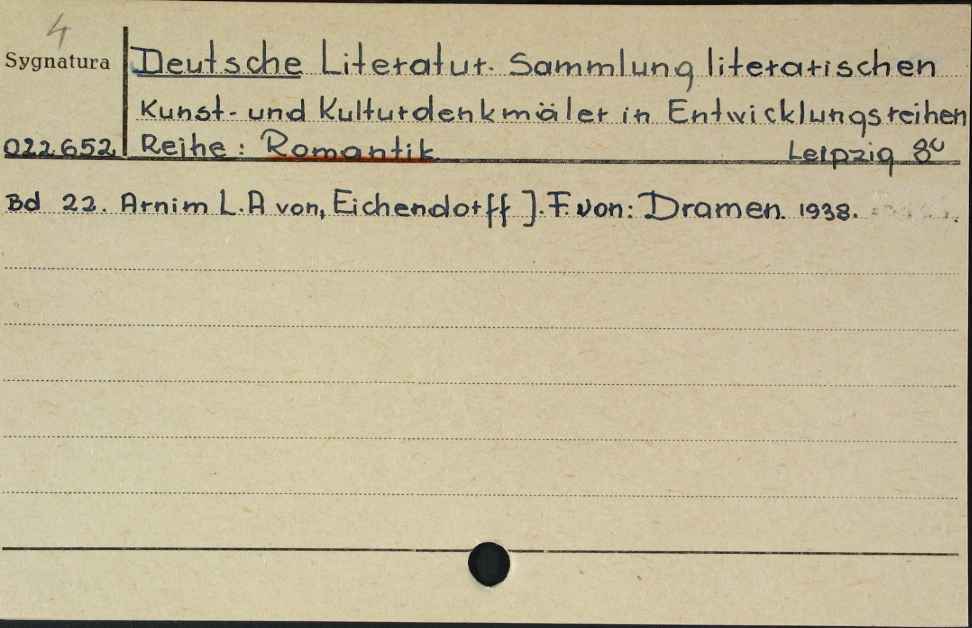 4
Sygnatura Deutsche Literatur. Sammlung literarischen
Kunst- und Kulturdenkmäler in Entwicklungsreihen
022652 Reihe: Romantik Leipzig 8°
Bd 22. Arnim L.A von, Eichendorff J.F. von: Dramen. 1938.